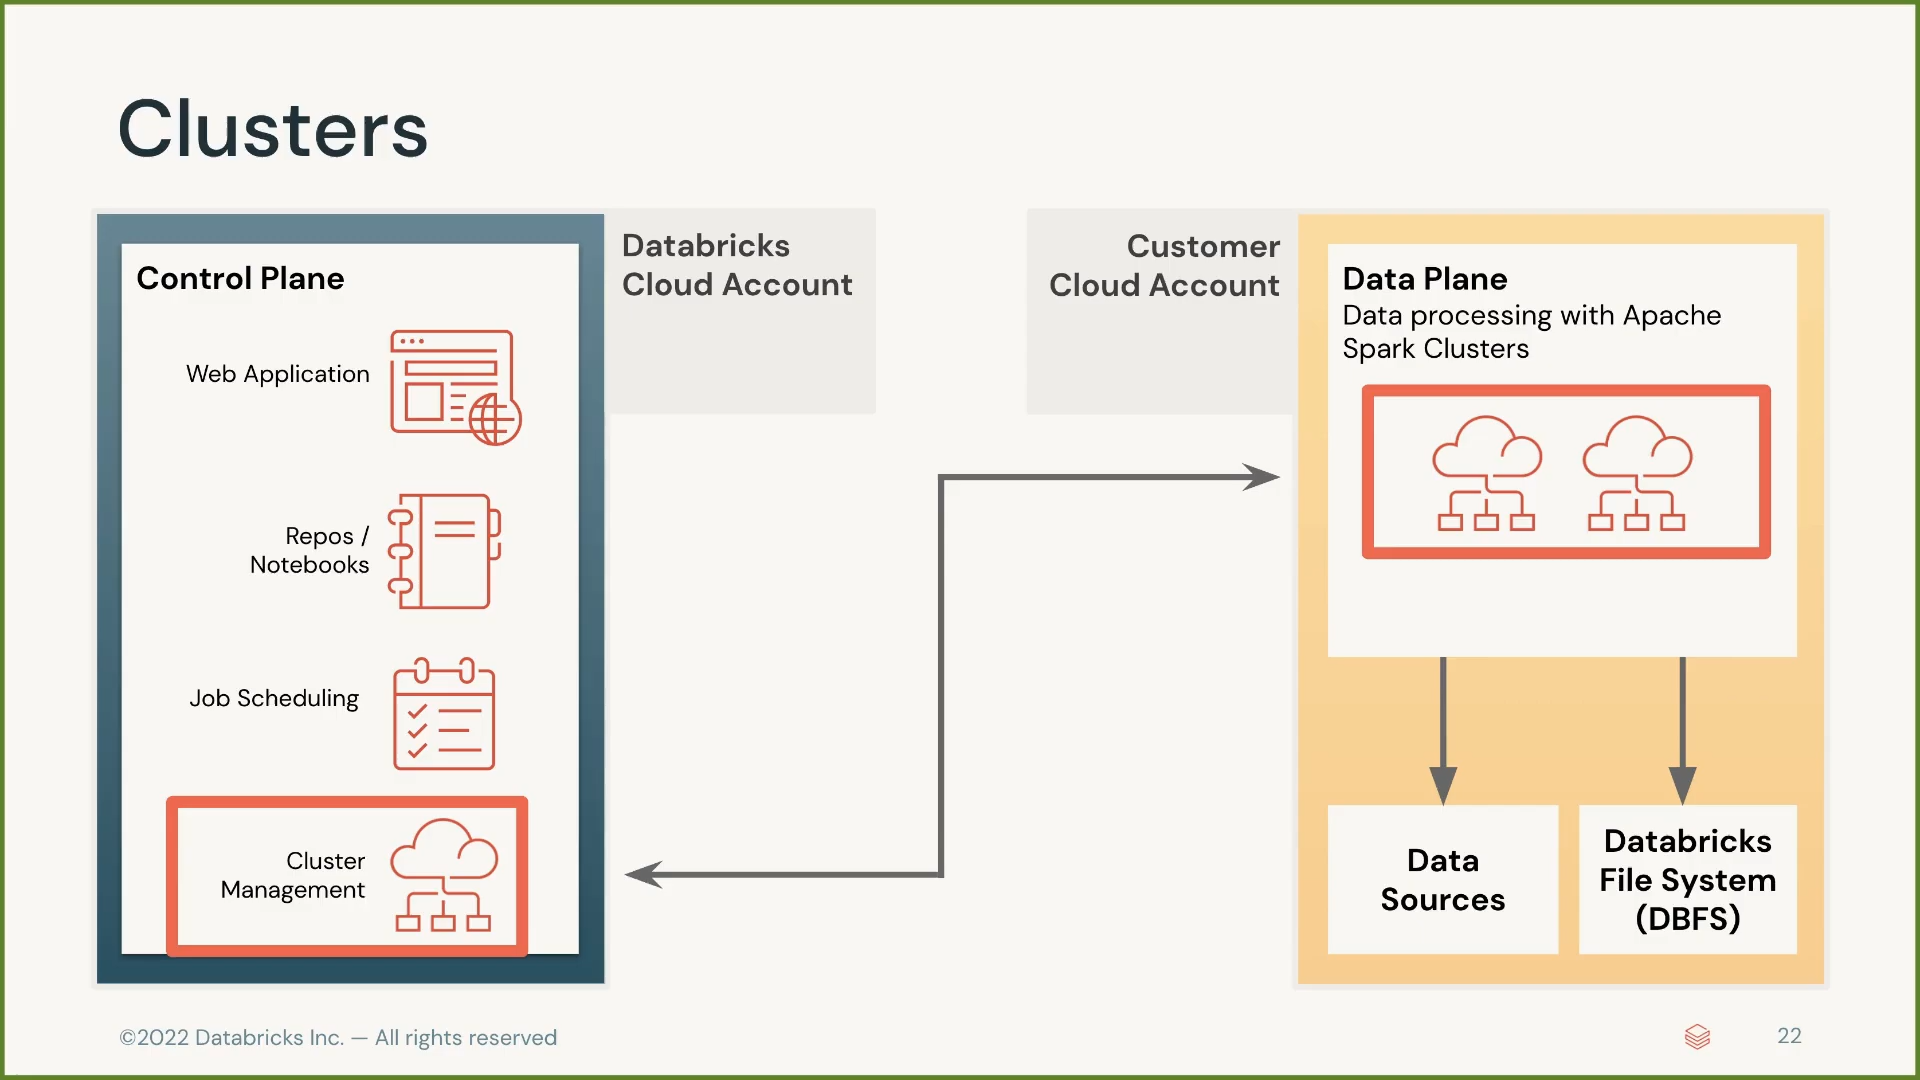 Clusters
Control Plane
Web Application
Repos /
Notebooks
Job Scheduling
Cluster
Management
Databricks
Cloud Account
Customer
Cloud Account
Data Plane
Data processing with Apache
Spark Clusters
Data
Sources
Databricks
File System
(DBFS)
©2022 Databricks Inc. — All rights reserved
22